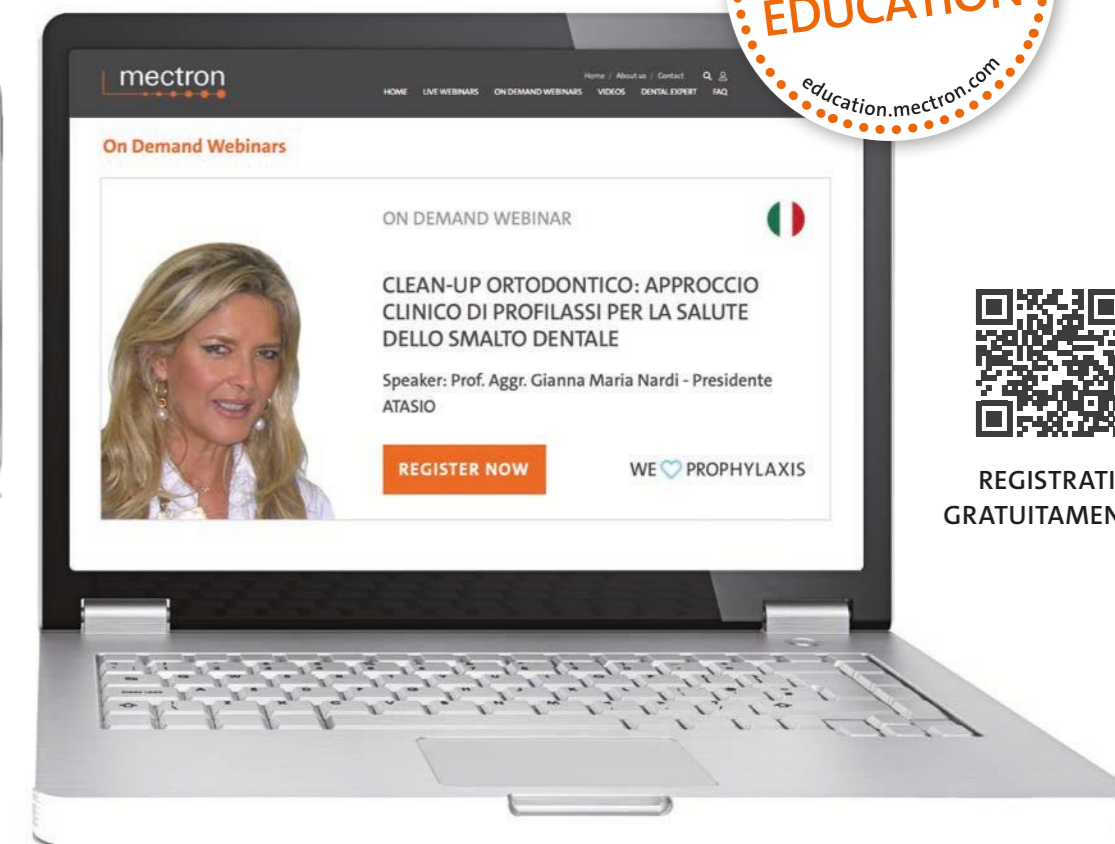 EDUCATION
education.mectron.com
mectron
Home / About us / Contact
HOME LIVE WEBINARS ON DEMAND WEBINARS VIDEOS DENTAL EXPERT FAQ
On Demand Webinars
ON DEMAND WEBINAR
CLEAN-UP ORTODONTICO: APPROCCIO
CLINICO DI PROFILASSI PER LA SALUTE
DELLO SMALTO DENTALE
Speaker: Prof. Aggr. Gianna Maria Nardi - Presidente
ATASIO
REGISTER NOW
WE PROPHYLAXIS
REGISTRATI
GRATUITAMEN